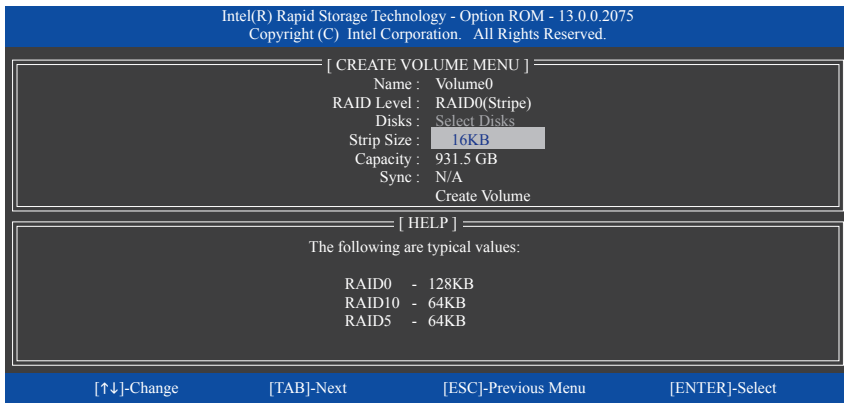 Intel(R) Rapid Storage Technology - Option ROM - 13.0.0.2075
Copyright (C) Intel Corporation. All Rights Reserved.
[ CREATE VOLUME MENU ]
Name : Volume0
RAID Level : RAID0(Stripe)
Disks : Select Disks
Strip Size : 16KB
Capacity : 931.5 GB
Sync : N/A
Create Volume
[ HELP ]
The following are typical values:
RAID0 - 128KB
RAID10 - 64KB
RAID5 - 64KB
[↑↓]-Change [TAB]-Next [ESC]-Previous Menu [ENTER]-Select